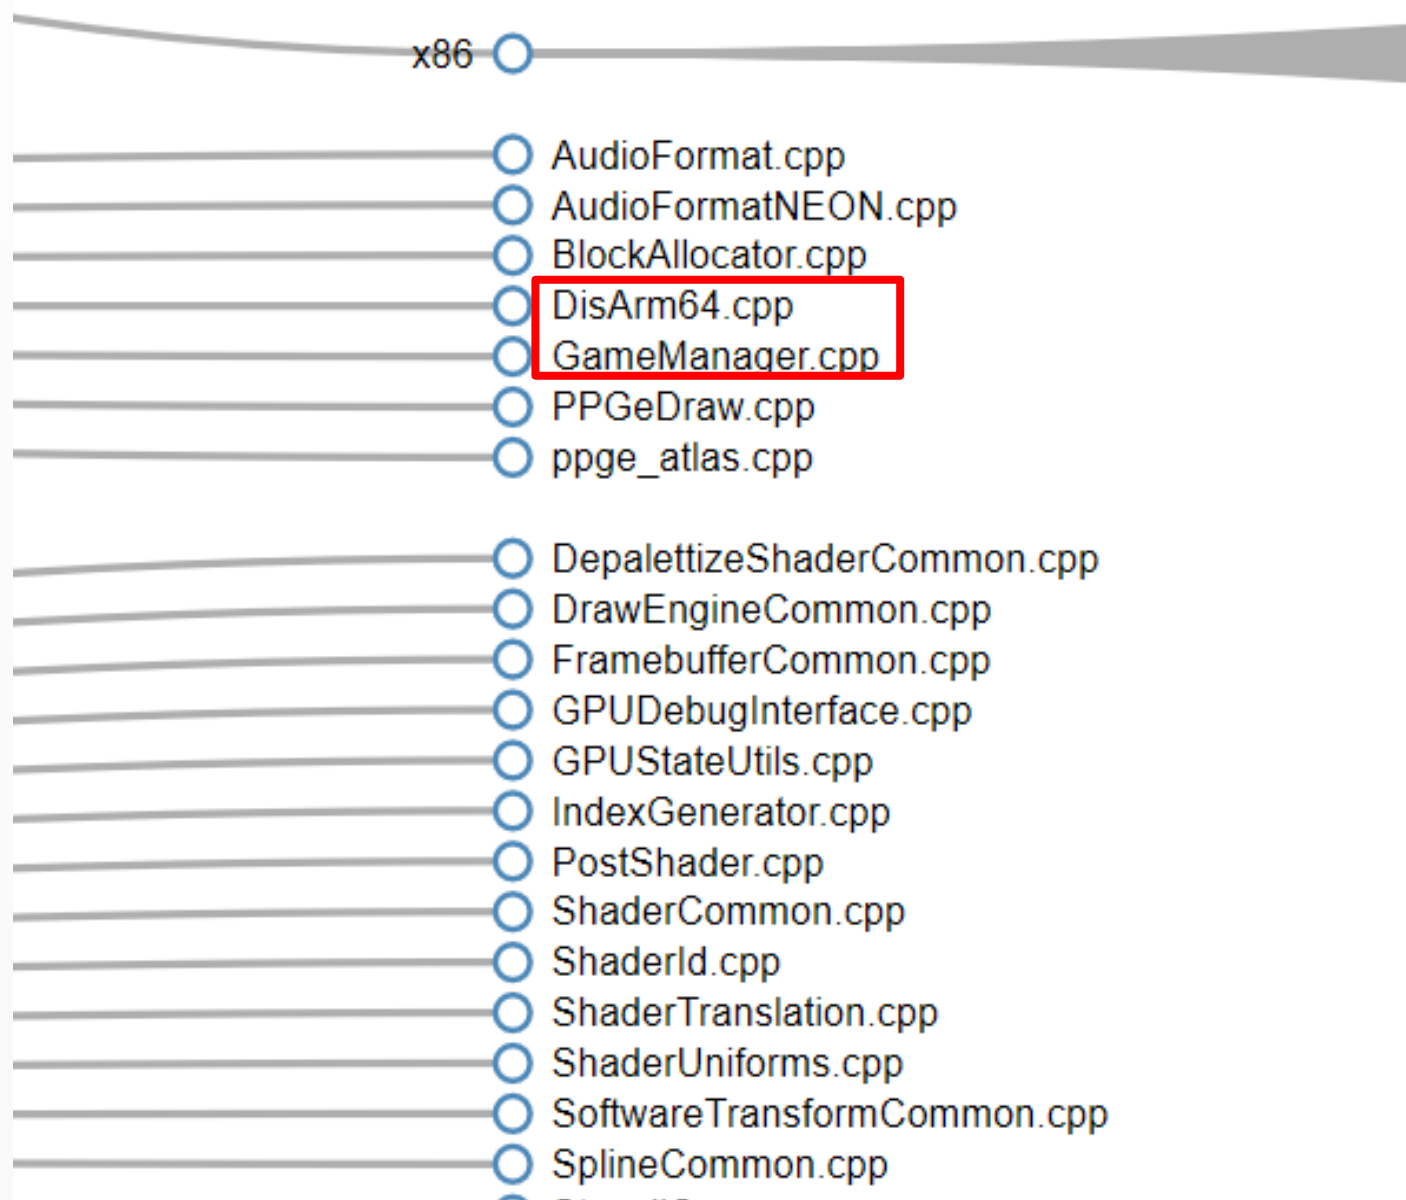 x86
AudioFormat.cpp
AudioFormatNEON.cpp
BlockAllocator.cpp
DisArm64.cpp
GameManager.cpp
PPGeDraw.cpp
ppge_atlas.cpp
DepalettizeShaderCommon.cpp
DrawEngineCommon.cpp
FramebufferCommon.cpp
GPUDebugInterface.cpp
GPUStateUtils.cpp
IndexGenerator.cpp
PostShader.cpp
ShaderCommon.cpp
ShaderId.cpp
ShaderTranslation.cpp
ShaderUniforms.cpp
SoftwareTransformCommon.cpp
SplineCommon.cpp